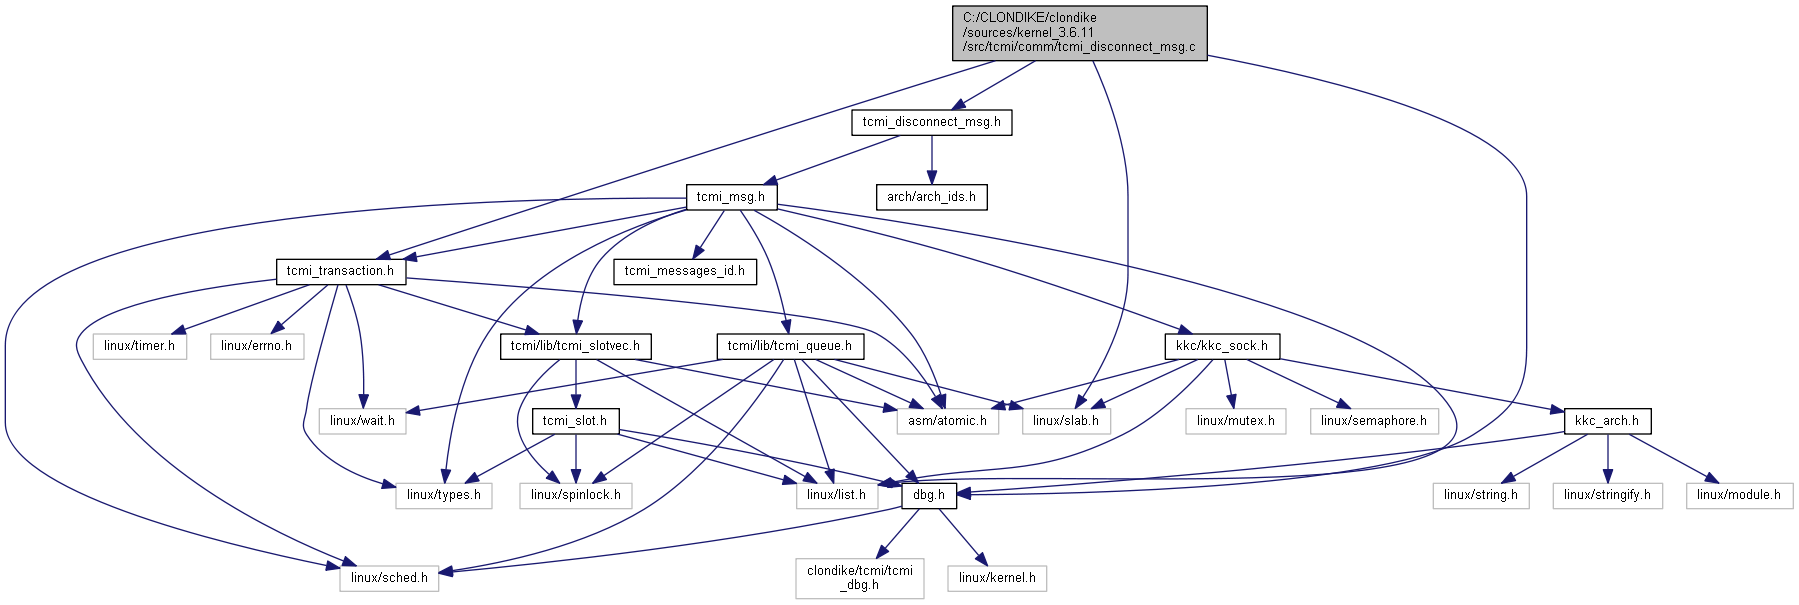 C:/CLONDIKE/clondike
/sources/kernel_3.6.11
/src/tcmi/comm/tcmi_disconnect_msg.c
tcmi_disconnect_msg.h
tcmi_msg.h
arch/arch_ids.h
tcmi_transaction.h
tcmi_messages_id.h
linux/timer.h
linux/errno.h
tcmi/lib/tcmi_slotvec.h
tcmi/lib/tcmi_queue.h
kkc/kkc_sock.h
linux/wait.h
tcmi_slot.h
asm/atomic.h
linux/slab.h
linux/mutex.h
linux/semaphore.h
kkc_arch.h
linux/types.h
linux/spinlock.h
linux/list.h
dbg.h
linux/string.h
linux/stringify.h
linux/module.h
linux/sched.h
clondike/tcmi/tcmi
_dbg.h
linux/kernel.h